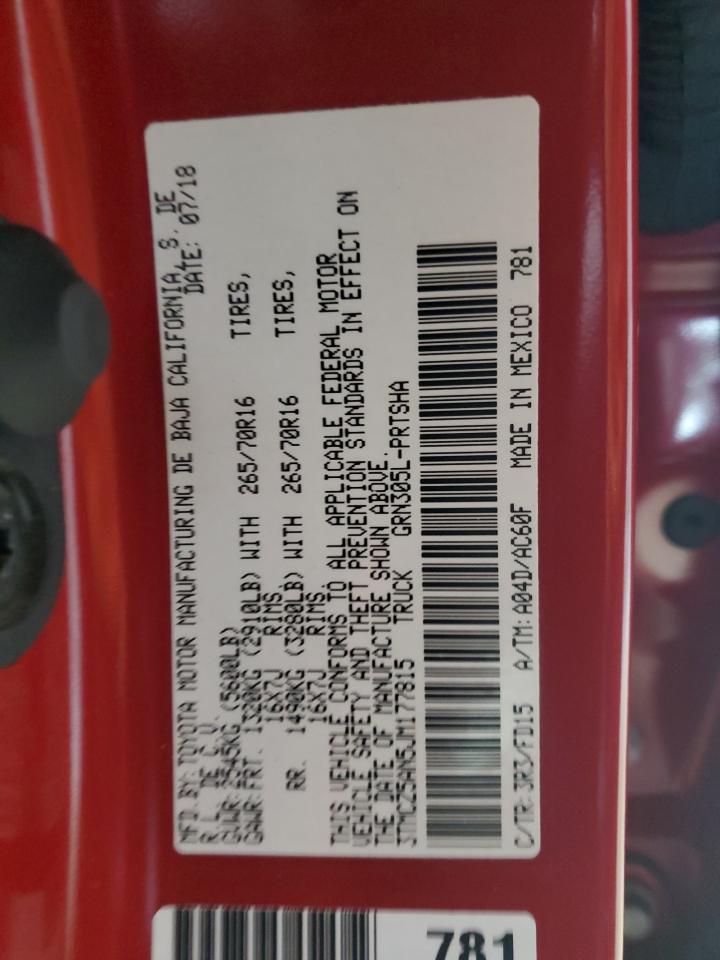 MFD. BY: TOYOTA MOTOR MANUFACTURING DE BAJA CALIFORNIA, S. DE
R.L. DE C.V. DATE: 07/18
GVWR: 2545KG (5600LB)
GAWR: FRT. 1320KG (2910LB) WITH 265/70R16 TIRES,
16X7J RIMS,
RR. 1490KG (3280LB) WITH 265/70R16 TIRES,
16X7J RIMS.
THIS VEHICLE CONFORMS TO ALL APPLICABLE FEDERAL MOTOR
VEHICLE SAFETY AND THEFT PREVENTION STANDARDS IN EFFECT ON
THE DATE OF MANUFACTURE SHOWN ABOVE.
3TMCZ5AN5JM177815 TRUCK GRN305L-PRTSHA
C/TR: 3R3/FD15 A/TM: A04D/AC60F MADE IN MEXICO 781
781